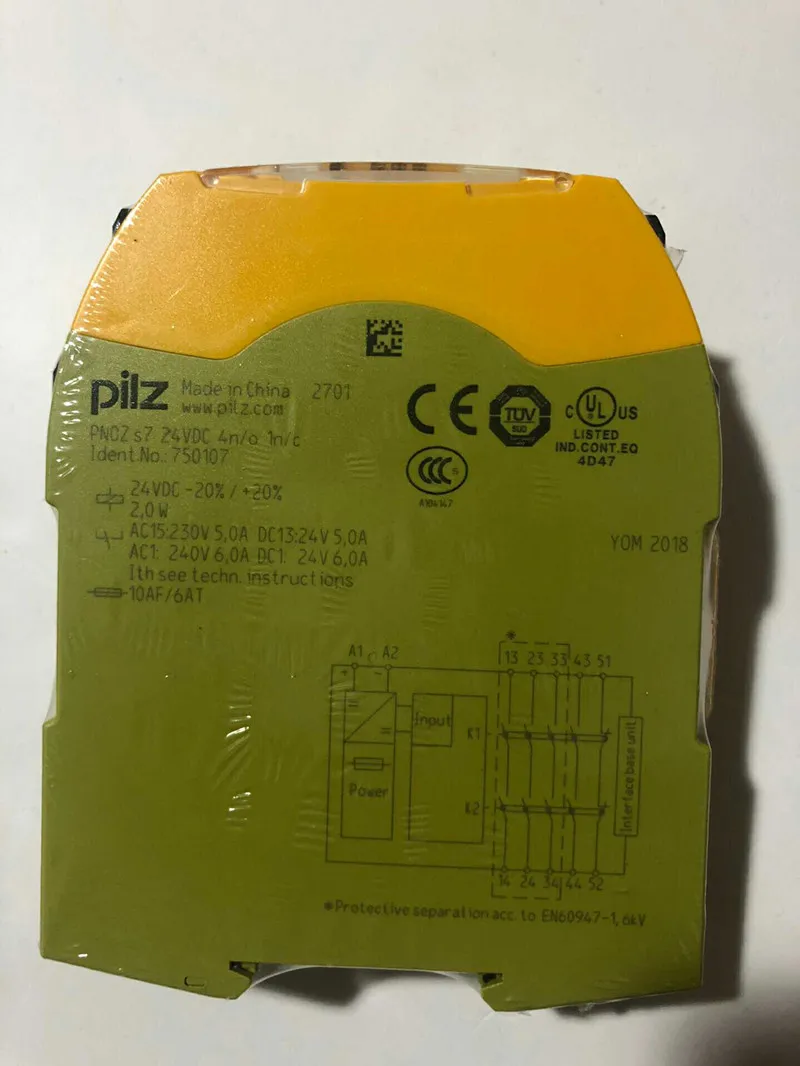 pilz Made in China 2701
www.pilz.com
PNOZ s7 24VDC 4n/o 1n/c
Ident.No.: 750107
24VDC -20% / +20%
2,0 W
AC15:230V 5,0A DC13:24V 5,0A
AC1: 240V 6,0A DC1: 24V 6,0A
Ith see techn. instructions
10AF/6AT
CE
TÜV
SÜD
C UL US
LISTED
IND.CONT.EQ
4D47
CCC S
A104147
YOM 2018
*
A1 A2
13 23 33 43 51
+ ~
Input
K1
Power
K2
Interface base unit
14 24 34 44 52
*Protective separation acc. to EN60947-1, 6kV